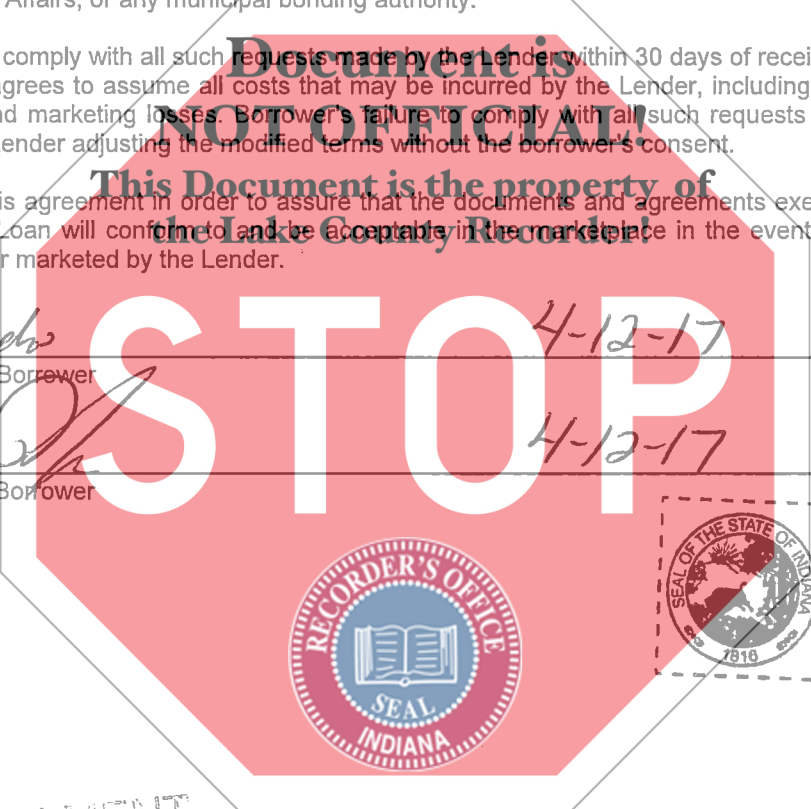 Affairs, or any municipal bonding authority.
Document is
comply with all such requests made by the Lender within 30 days of recei
grees to assume all costs that may be incurred by the Lender, including
nd marketing losses. Borrower's failure to comply with all such requests
NOT OFFICIAL!
ender adjusting the modified terms without the borrower's consent.
This Document is the property of
is agreement in order to assure that the documents and agreements exe
oan will conform to and be acceptable in the marketplace in the event
the Lake County Recorder!
r marketed by the Lender.
STOP
4-12-17
Borrower
4-12-17
Borrower
SEAL OF THE STATE OF INDIANA
1816
RECORDER'S OFFICE
SEAL
INDIANA